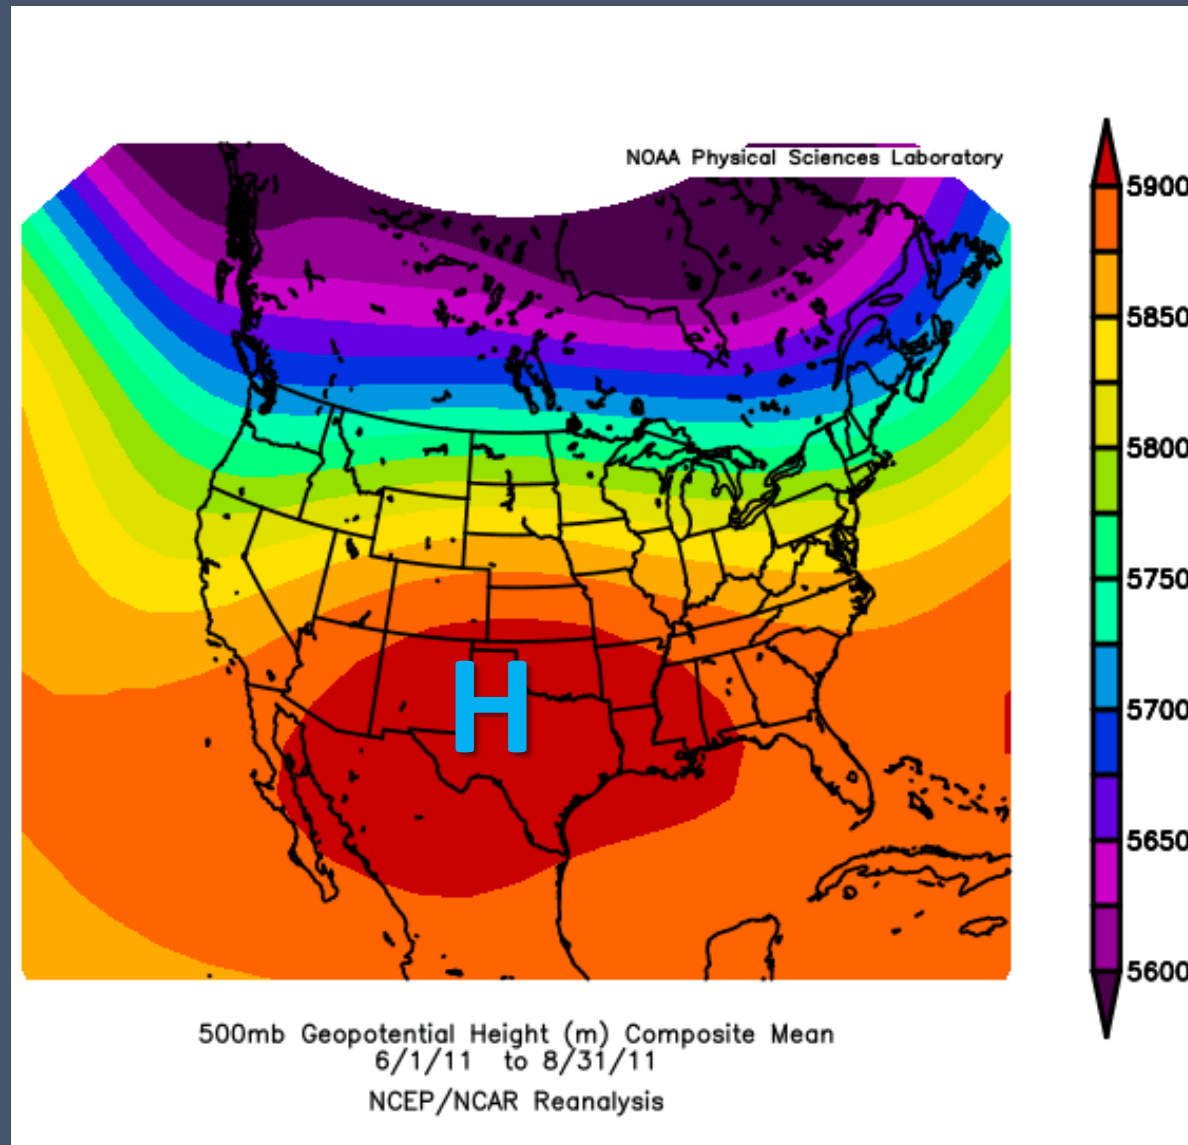 NOAA Physical Sciences Laboratory
5900
5850
5800
5750
5700
5650
5600
H
500mb Geopotential Height (m) Composite Mean
6/1/11 to 8/31/11
NCEP/NCAR Reanalysis